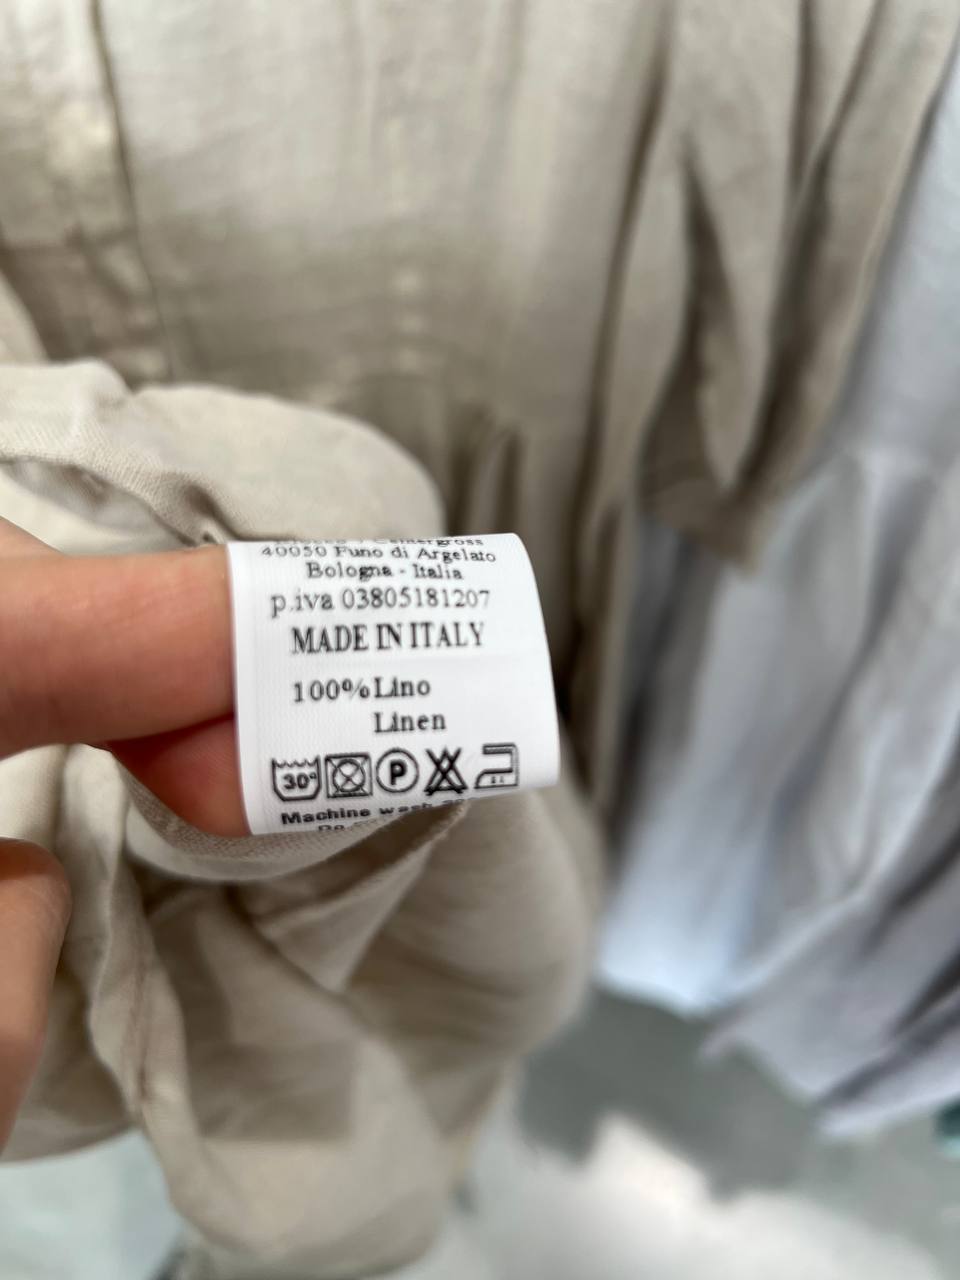 40050 Funo di Argelato
Bologna - Italia
p.iva 03805181207
MADE IN ITALY
100% Lino
Linen
30°
P
Machine wash